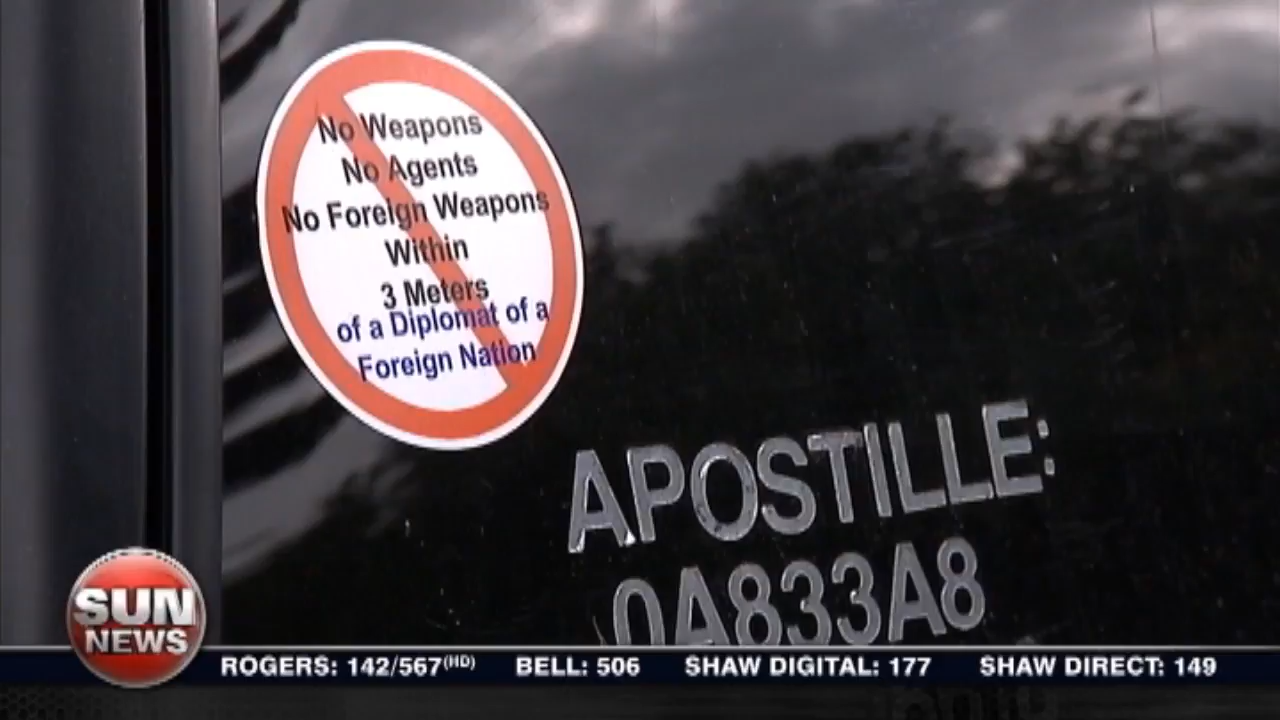 No Weapons
No Agents
No Foreign Weapons
Within
3 Meters
of a Diplomat of a
Foreign Nation
APOSTILLE:
0A833A8
SUN
NEWS
ROGERS: 142/567(HD) BELL: 506 SHAW DIGITAL: 177 SHAW DIRECT: 149